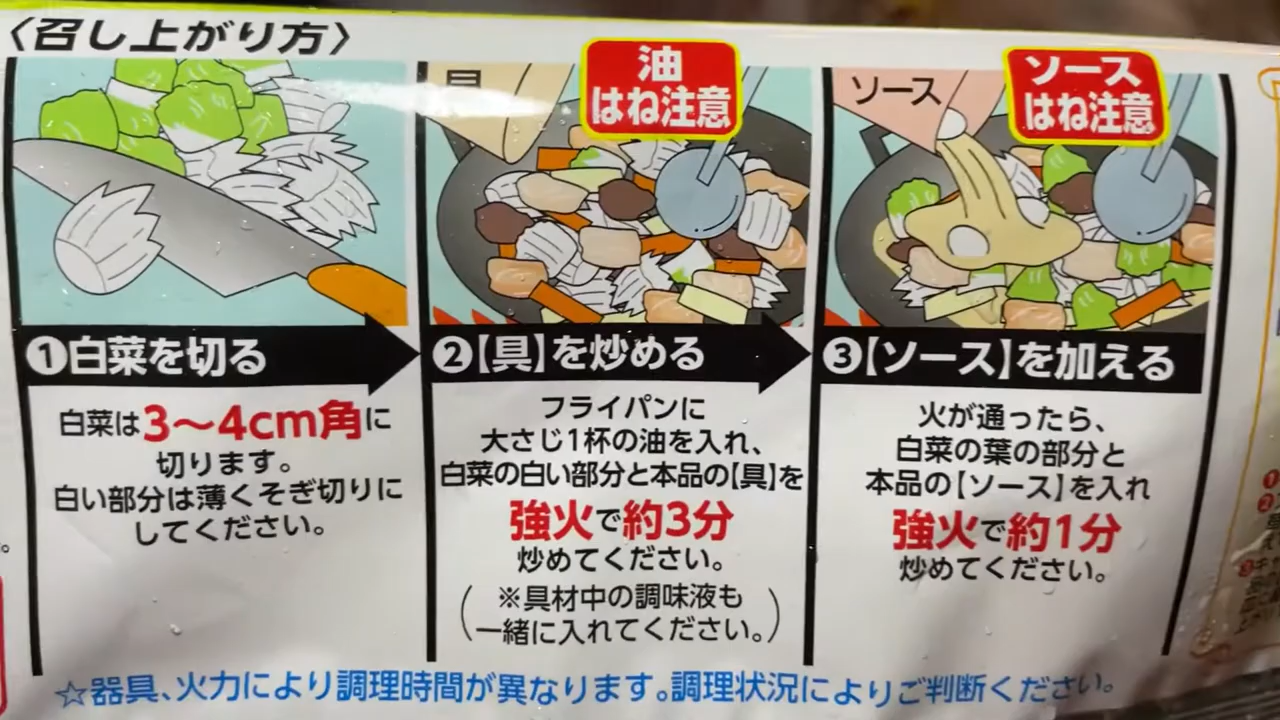 〈召し上がり方〉
油
はね注意
ソース
ソース
はね注意
❶白菜を切る
白菜は3〜4cm角に
切ります。
白い部分は薄くそぎ切りに
してください。
❷【具】を炒める
フライパンに
大さじ1杯の油を入れ、
白菜の白い部分と本品の【具】を
強火で約3分
炒めてください。
※具材中の調味液も
一緒に入れてください。
❸【ソース】を加える
火が通ったら、
白菜の葉の部分と
本品の【ソース】を入れ
強火で約1分
炒めてください。
☆器具、火力により調理時間が異なります。調理状況によりご判断ください。